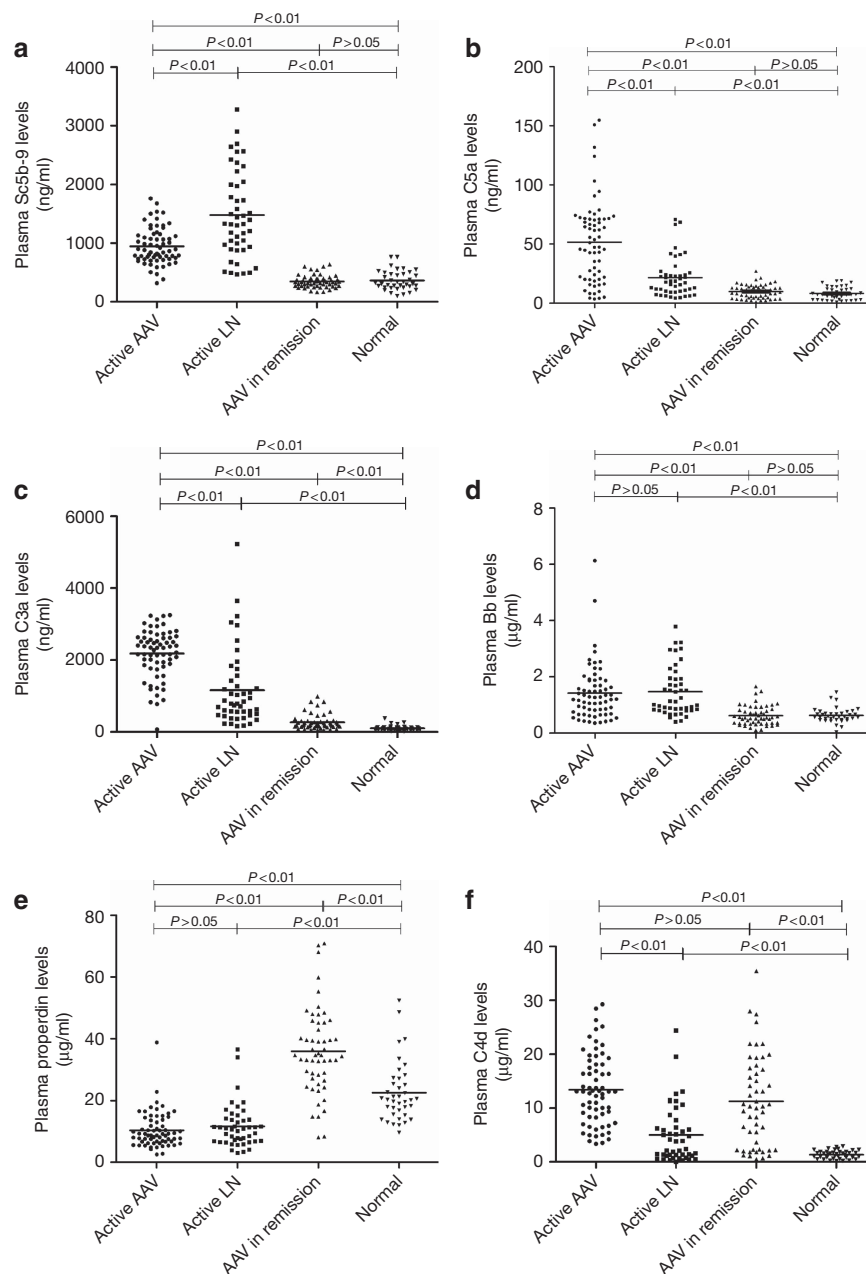 a
P<0.01
P<0.01 P>0.05
P<0.01 P<0.01
Plasma Sc5b-9 levels
(ng/ml)
4000
3000
2000
1000
0
Active AAV
Active LN
AAV in remission
Normal
b
P<0.01
P<0.01 P>0.05
P<0.01 P<0.01
Plasma C5a levels
(ng/ml)
200
150
100
50
0
Active AAV
Active LN
AAV in remission
Normal
c
P<0.01
P<0.01 P<0.01
P<0.01 P<0.01
Plasma C3a levels
(ng/ml)
6000
4000
2000
0
Active AAV
Active LN
AAV in remission
Normal
d
P<0.01
P<0.01 P>0.05
P>0.05 P<0.01
Plasma Bb levels
(μg/ml)
8
6
4
2
0
Active AAV
Active LN
AAV in remission
Normal
e
P<0.01
P<0.01 P<0.01
P>0.05 P<0.01
Plasma properdin levels
(μg/ml)
80
60
40
20
0
Active AAV
Active LN
AAV in remission
Normal
f
P<0.01
P>0.05 P<0.01
P<0.01 P<0.01
Plasma C4d levels
(μg/ml)
40
30
20
10
0
Active AAV
Active LN
AAV in remission
Normal